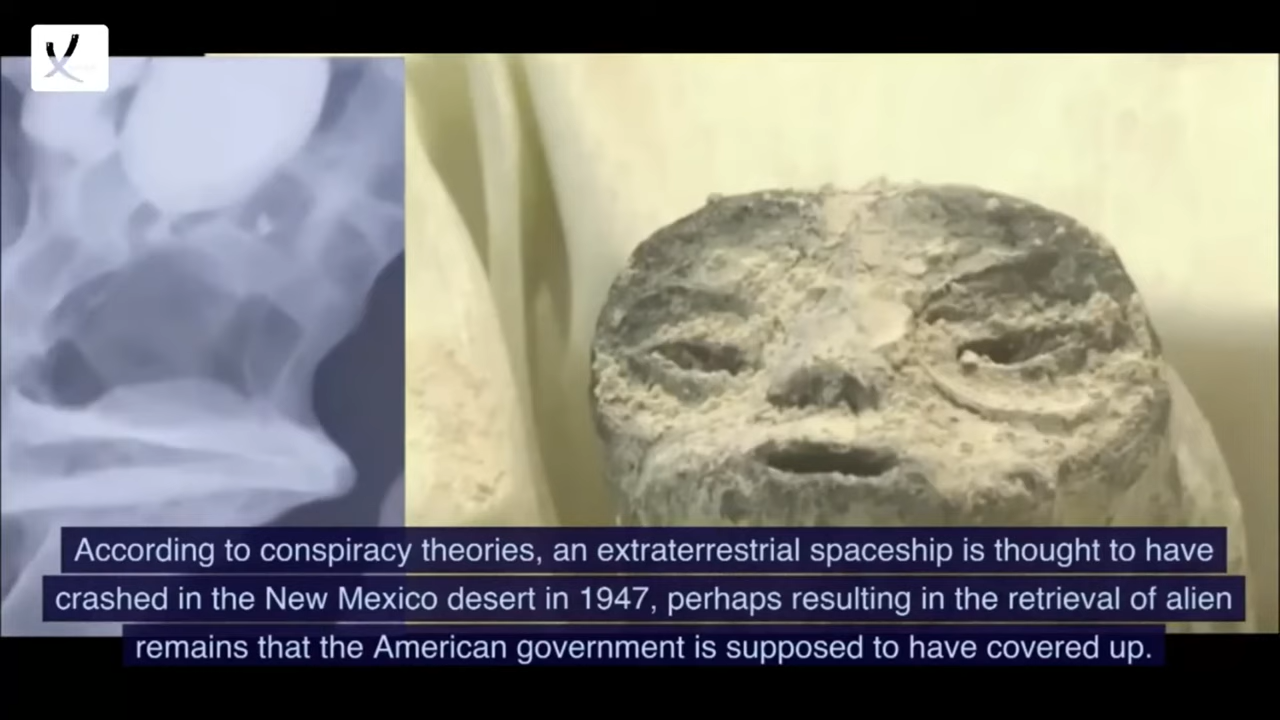 According to conspiracy theories, an extraterrestrial spaceship is thought to have
crashed in the New Mexico desert in 1947, perhaps resulting in the retrieval of alien
remains that the American government is supposed to have covered up.